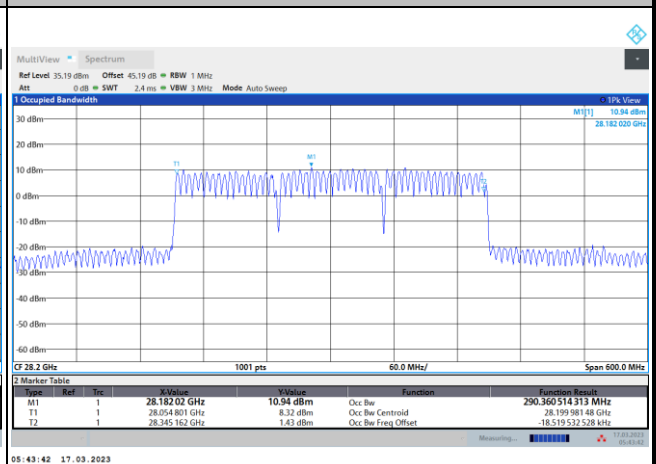 MultiView Spectrum
Ref Level 35.19 dBm Offset 45.19 dB RBW 1 MHz
Att 0 dB SWT 2.4 ms VBW 3 MHz Mode Auto Sweep
1 Occupied Bandwidth 1Pk View
M1[1] 10.94 dBm
28.182 020 GHz
30 dBm
20 dBm
T1 M1
10 dBm
0 dBm
-10 dBm
-20 dBm
-30 dBm
-40 dBm
-50 dBm
-60 dBm
CF 28.2 GHz 1001 pts 60.0 MHz/ Span 600.0 MHz
2 Marker Table
Type Ref Trc X-Value Y-Value Function Function Result
M1 1 28.182 02 GHz 10.94 dBm Occ Bw 290.360 514 313 MHz
T1 1 28.054 801 GHz 8.32 dBm Occ Bw Centroid 28.199 981 48 GHz
T2 1 28.345 162 GHz 1.43 dBm Occ Bw Freq Offset -18.519 532 528 kHz
Measuring... 17.03.2023
05:43:42
05:43:42 17.03.2023